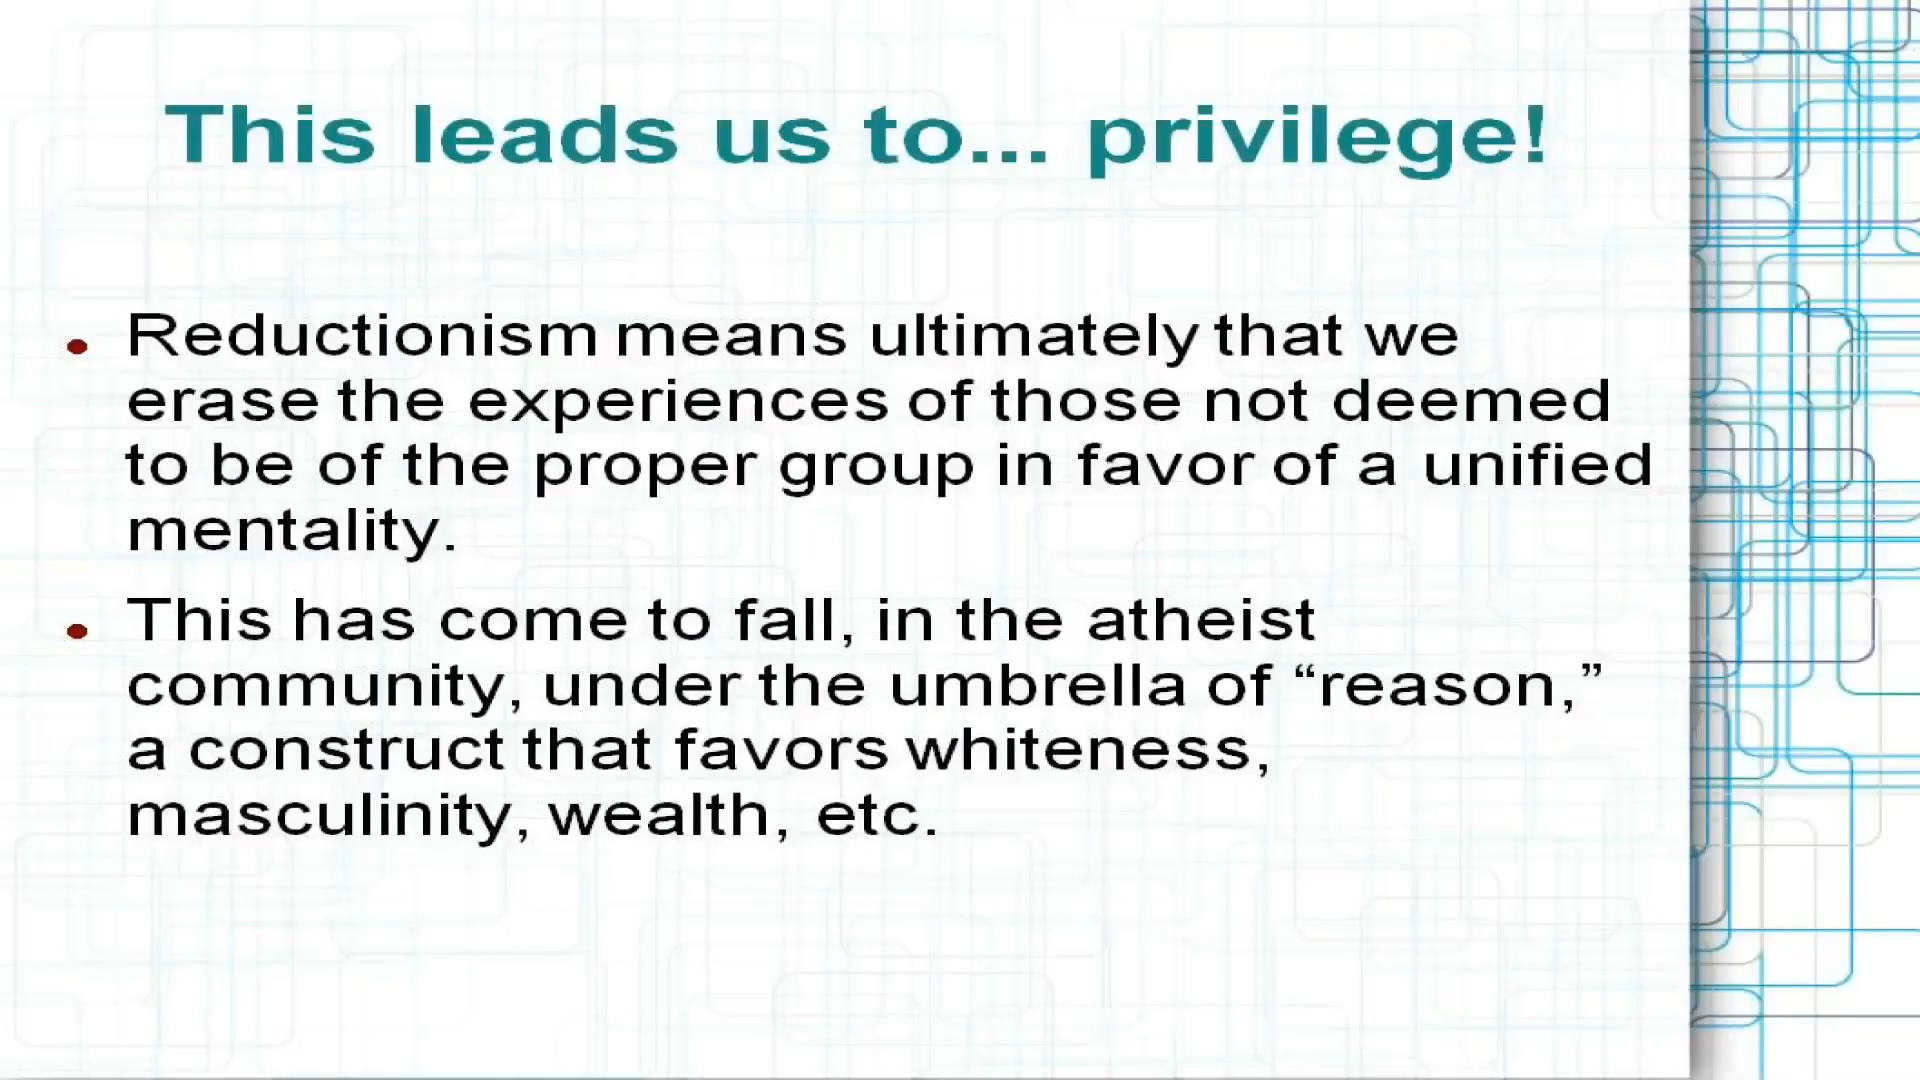 This leads us to... privilege!
• Reductionism means ultimately that we
erase the experiences of those not deemed
to be of the proper group in favor of a unified
mentality.
• This has come to fall, in the atheist
community, under the umbrella of “reason,”
a construct that favors whiteness,
masculinity, wealth, etc.